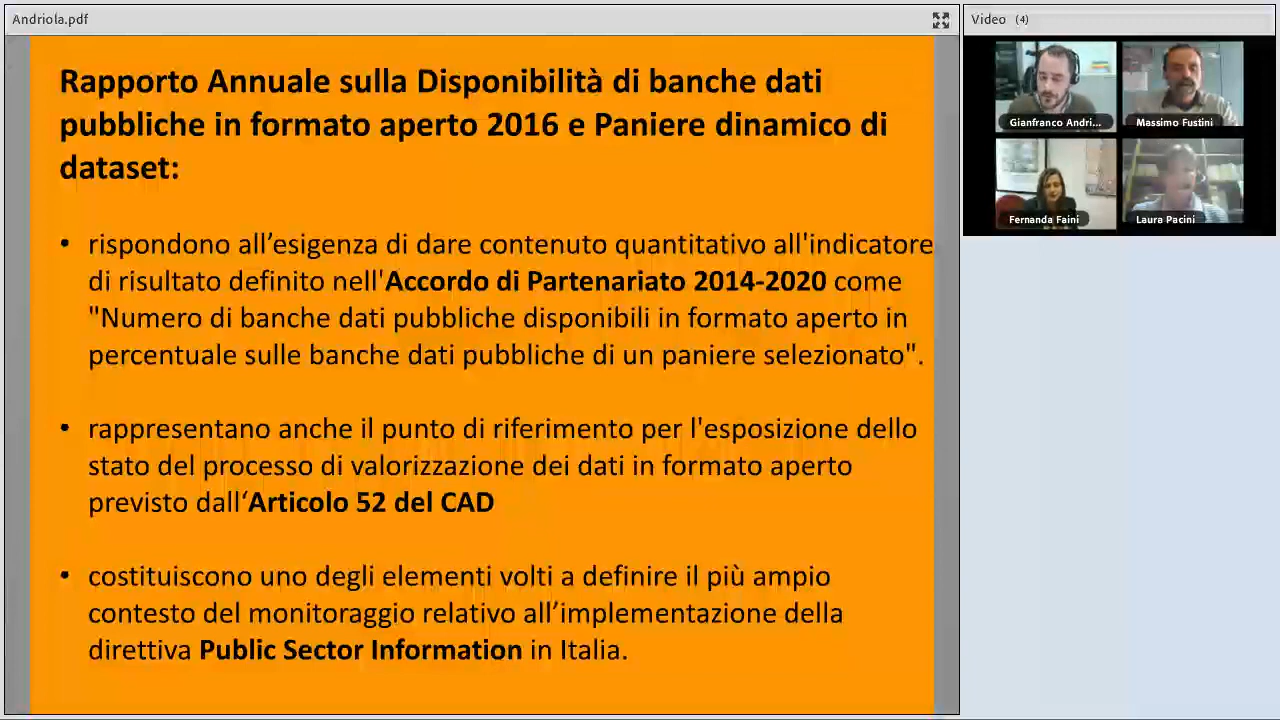 Andriola.pdf
Video (4)
Rapporto Annuale sulla Disponibilità di banche dati
pubbliche in formato aperto 2016 e Paniere dinamico di
dataset:
• rispondono all’esigenza di dare contenuto quantitativo all'indicatore
di risultato definito nell'Accordo di Partenariato 2014-2020 come
"Numero di banche dati pubbliche disponibili in formato aperto in
percentuale sulle banche dati pubbliche di un paniere selezionato".
• rappresentano anche il punto di riferimento per l'esposizione dello
stato del processo di valorizzazione dei dati in formato aperto
previsto dall‘Articolo 52 del CAD
• costituiscono uno degli elementi volti a definire il più ampio
contesto del monitoraggio relativo all’implementazione della
direttiva Public Sector Information in Italia.
Gianfranco Andri...
Massimo Fustini
Fernanda Faini
Laura Pacini